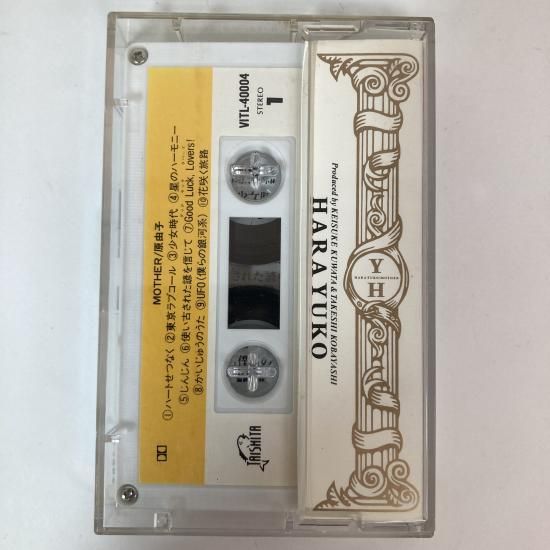 MOTHER/原由子
①ハートせつなく ②東京ラブコール ③少女時代 ④星のハーモニー
⑤じんじん ⑥使い古された謎を信じて ⑦Good Luck, Lovers!
⑧かいじゅうのうた ⑨UFO(僕らの銀河系) ⑩花咲く旅路
VITL-40004
STEREO
1
TAISHITA
Produced by KEISUKE KUWATA & TAKESHI KOBAYASHI
HARA YUKO
Y
HARAYUKO/MOTHER
H